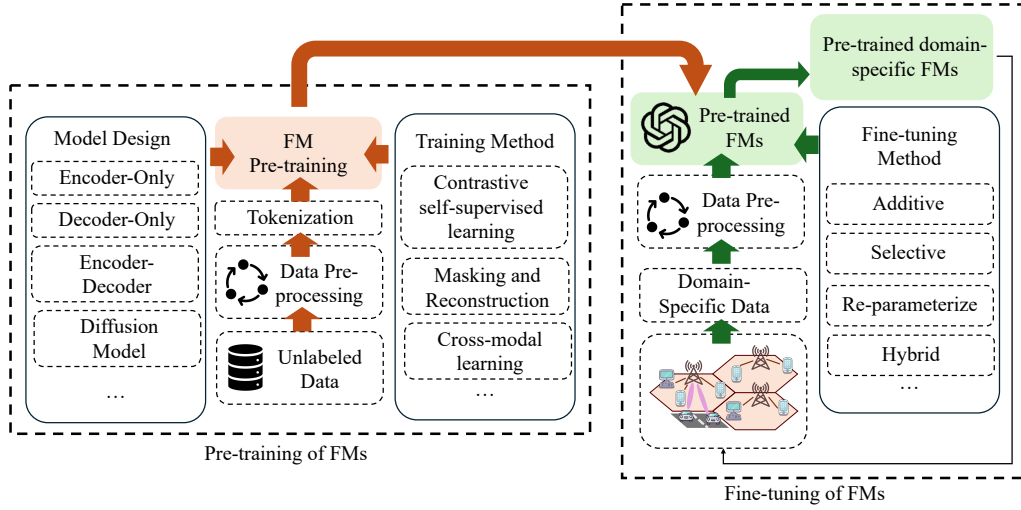 Model Design
Encoder-Only
Decoder-Only
Encoder-
Decoder
Diffusion
Model
…
FM
Pre-training
Tokenization
Data Pre-
processing
Unlabeled
Data
Training Method
Contrastive
self-supervised
learning
Masking and
Reconstruction
Cross-modal
learning
…
Pre-training of FMs
Pre-trained domain-
specific FMs
Pre-trained
FMs
Data Pre-
processing
Domain-
Specific Data
Fine-tuning
Method
Additive
Selective
Re-parameterize
Hybrid
…
Fine-tuning of FMs